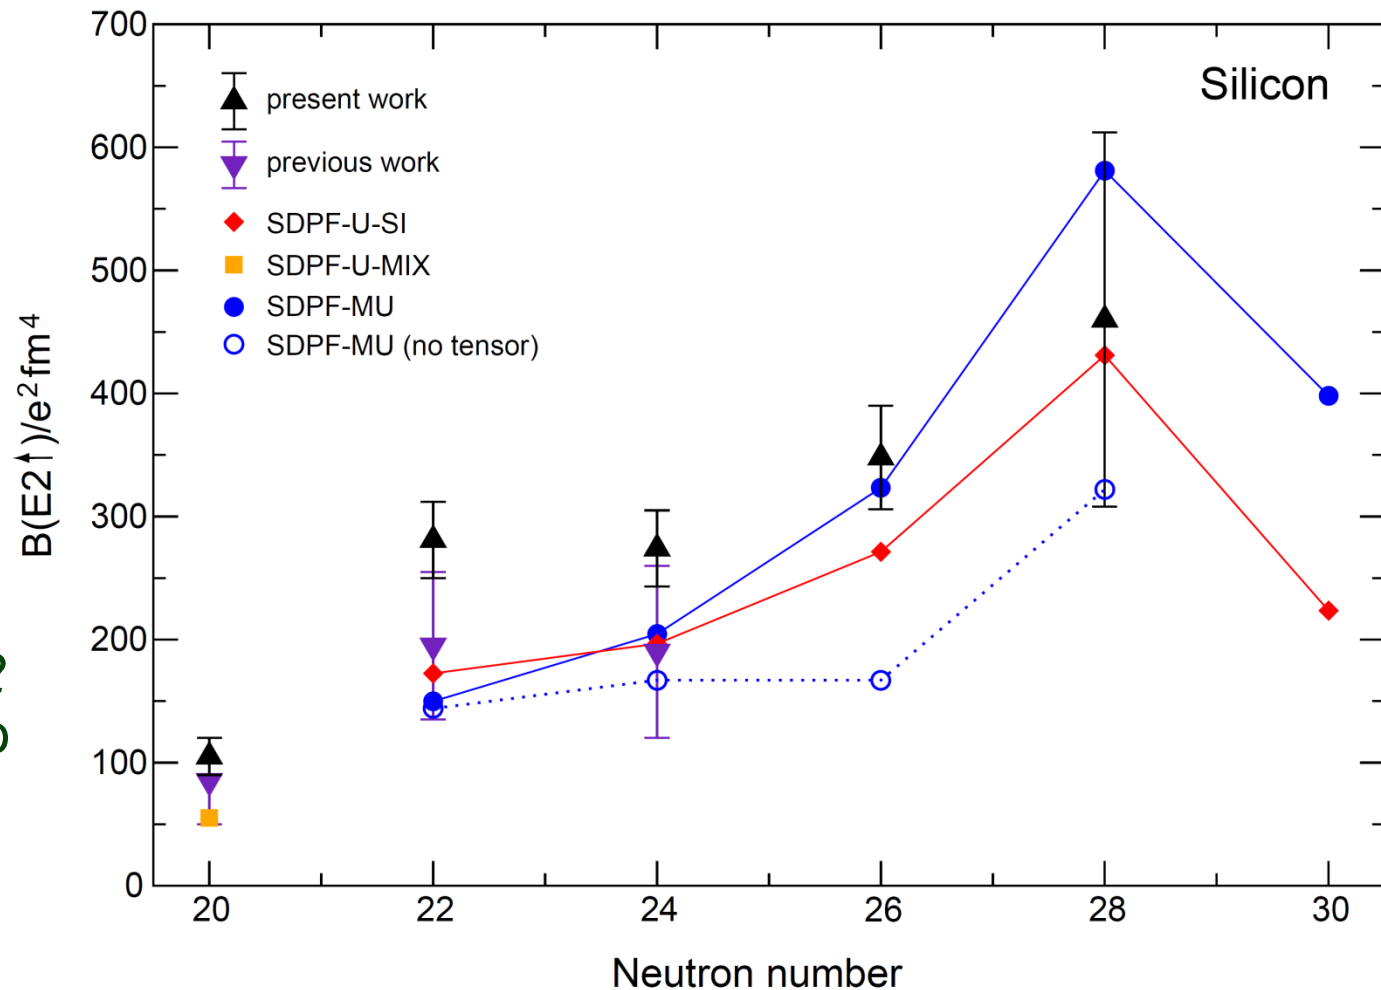 Silicon
present work
previous work
SDPF-U-SI
SDPF-U-MIX
SDPF-MU
SDPF-MU (no tensor)
B(E2↑)/e²fm⁴
700
600
500
400
300
200
100
0
20 22 24 26 28 30
Neutron number